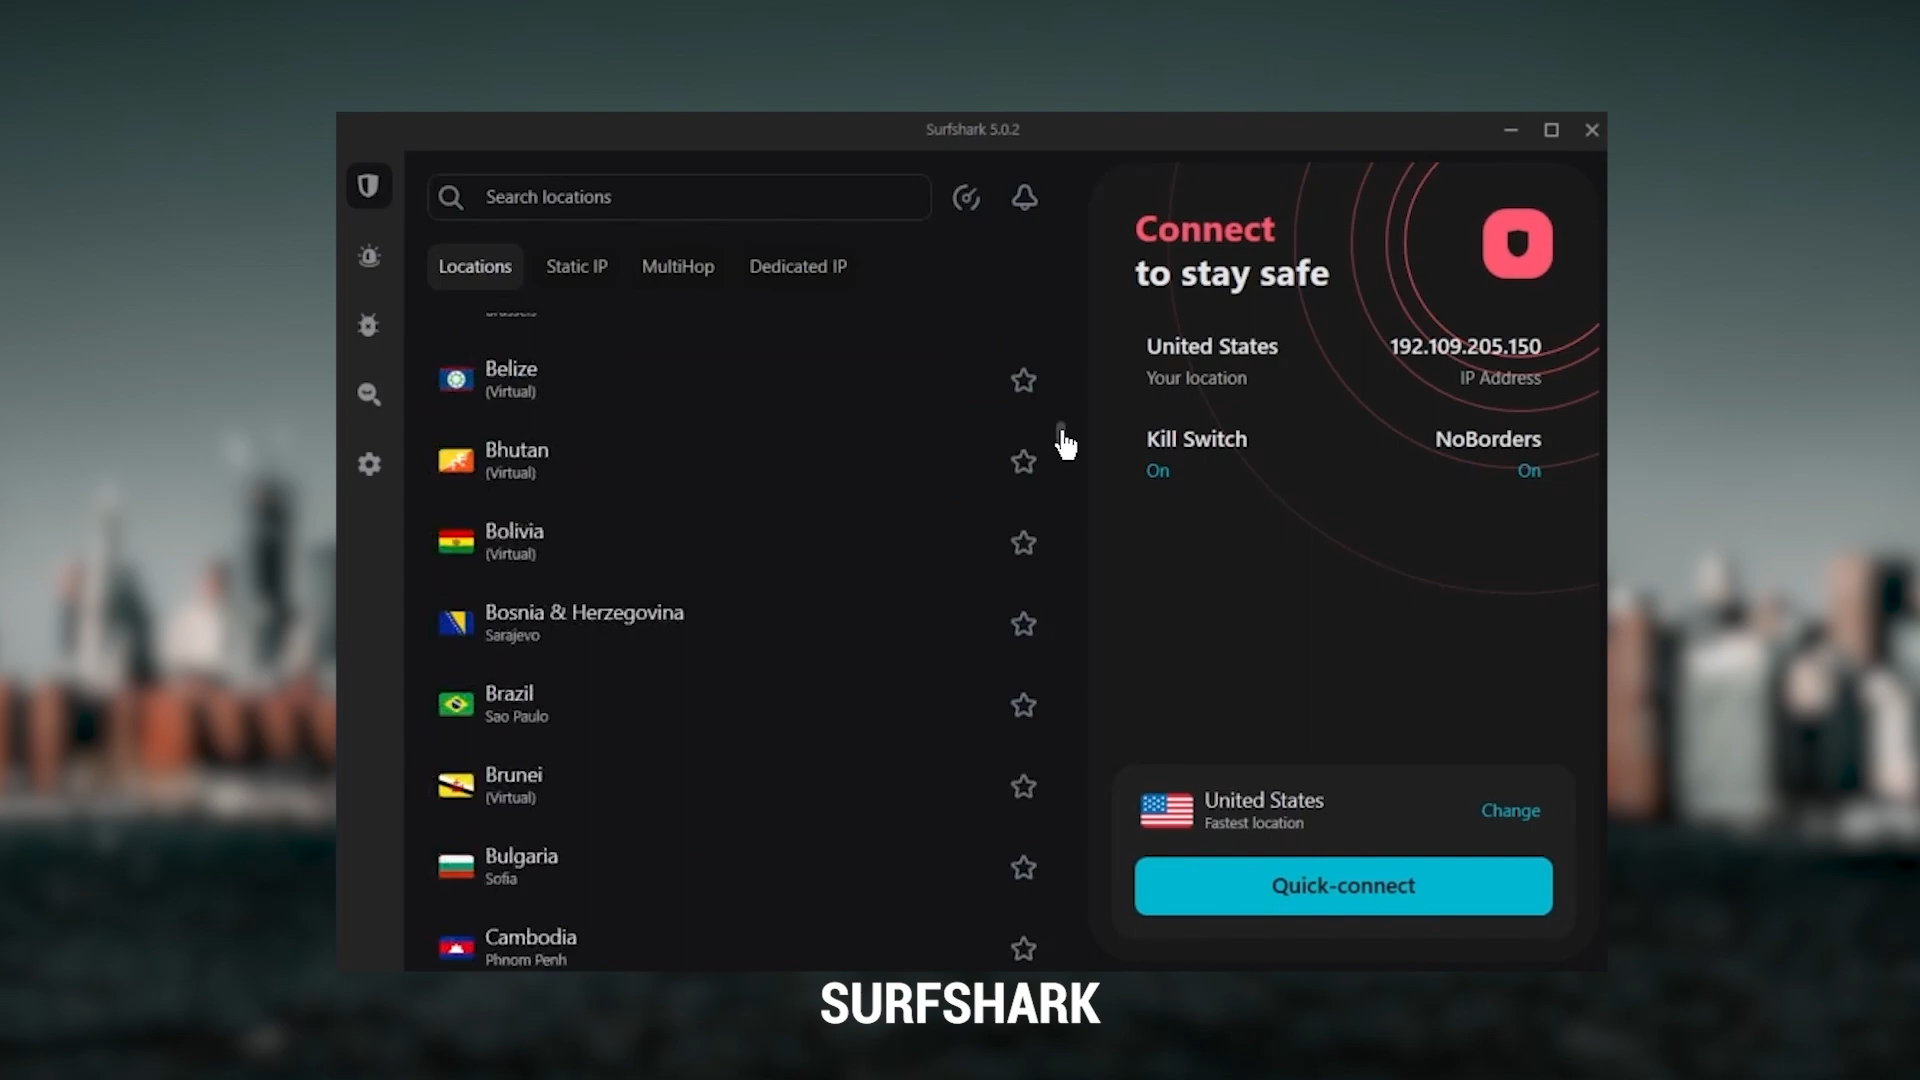 Surfshark 5.0.2
Search locations
Locations
Static IP
MultiHop
Dedicated IP
Brussels
Belize
(Virtual)
Bhutan
(Virtual)
Bolivia
(Virtual)
Bosnia & Herzegovina
Sarajevo
Brazil
Sao Paulo
Brunei
(Virtual)
Bulgaria
Sofia
Cambodia
Phnom Penh
Connect
to stay safe
United States
192.109.205.150
Your location
IP Address
Kill Switch
NoBorders
On
On
United States
Fastest location
Change
Quick-connect
SURFSHARK